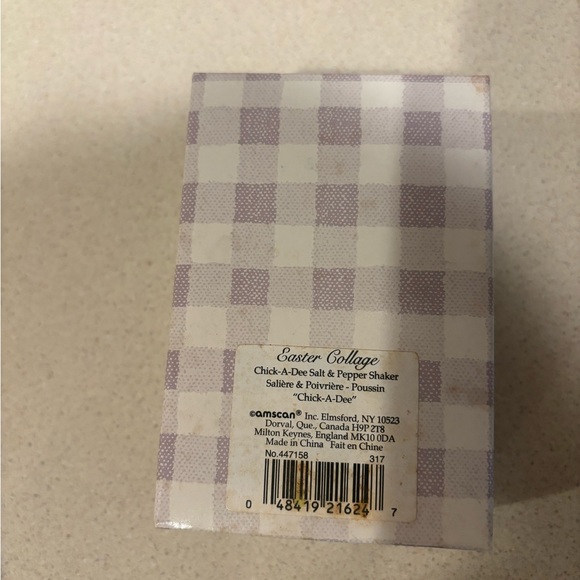 Easter Collage
Chick-A-Dee Salt & Pepper Shaker
Salière & Poivrière - Poussin
"Chick-A-Dee"
©amscan® Inc. Elmsford, NY 10523
Dorval, Que., Canada H9P 2T8
Milton Keynes, England MK10 0DA
Made in China Fait en Chine
No.447158 317
0 48419 21624 7